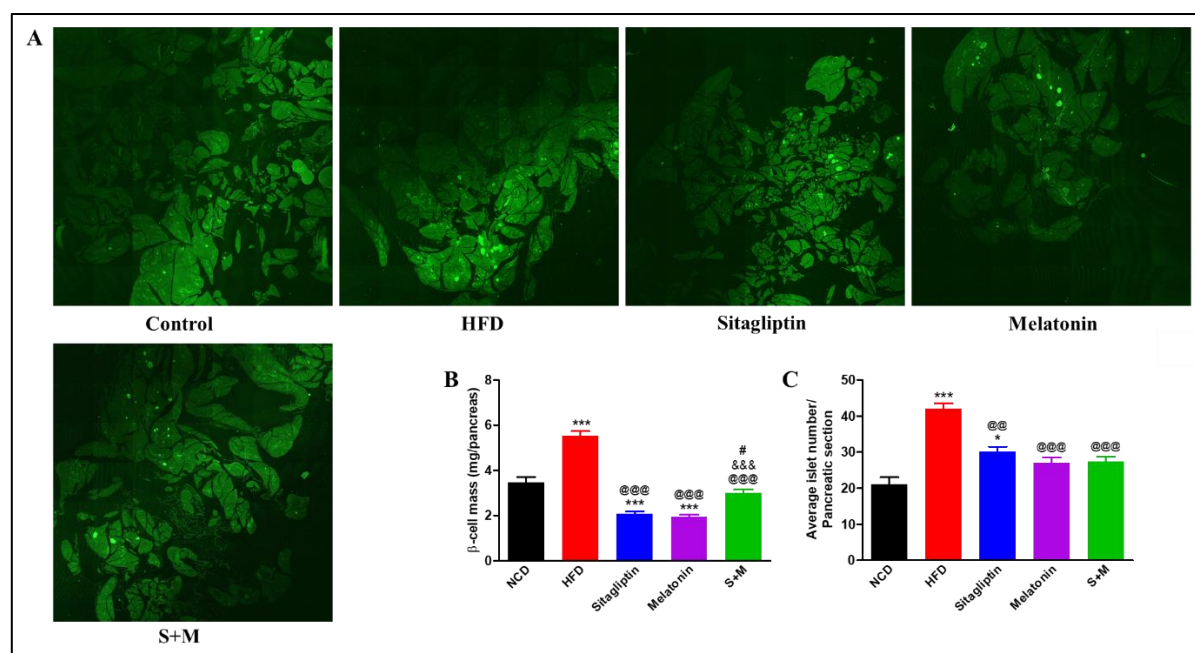 A
Control
HFD
Sitagliptin
Melatonin
S+M
B
β-cell mass (mg/pancreas)
8
6
4
2
0
***
@@@
***
@@@
***
#
&&&
@@@
NCD
HFD
Sitagliptin
Melatonin
S+M
C
Average islet number/
Pancreatic section
50
40
30
20
10
0
***
@@
*
@@@
@@@
NCD
HFD
Sitagliptin
Melatonin
S+M